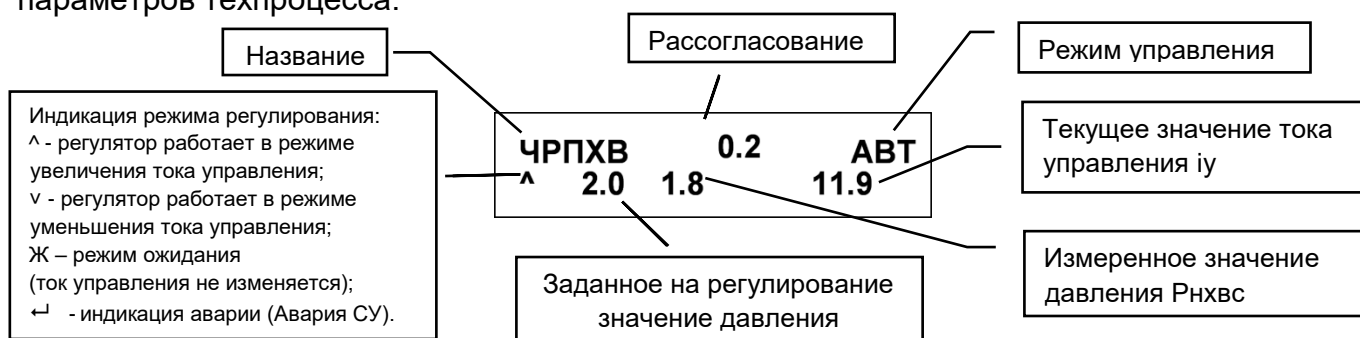 параметров техпроцесса.
Название
Рассогласование
Режим управления
Индикация режима регулирования:
^ - регулятор работает в режиме
увеличения тока управления;
v - регулятор работает в режиме
уменьшения тока управления;
Ж – режим ожидания
(ток управления не изменяется);
↵ - индикация аварии (Авария СУ).
ЧРПХВ 0.2 АВТ
^ 2.0 1.8 11.9
Текущее значение тока
управления iу
Заданное на регулирование
значение давления
Измеренное значение
давления Рнхвс